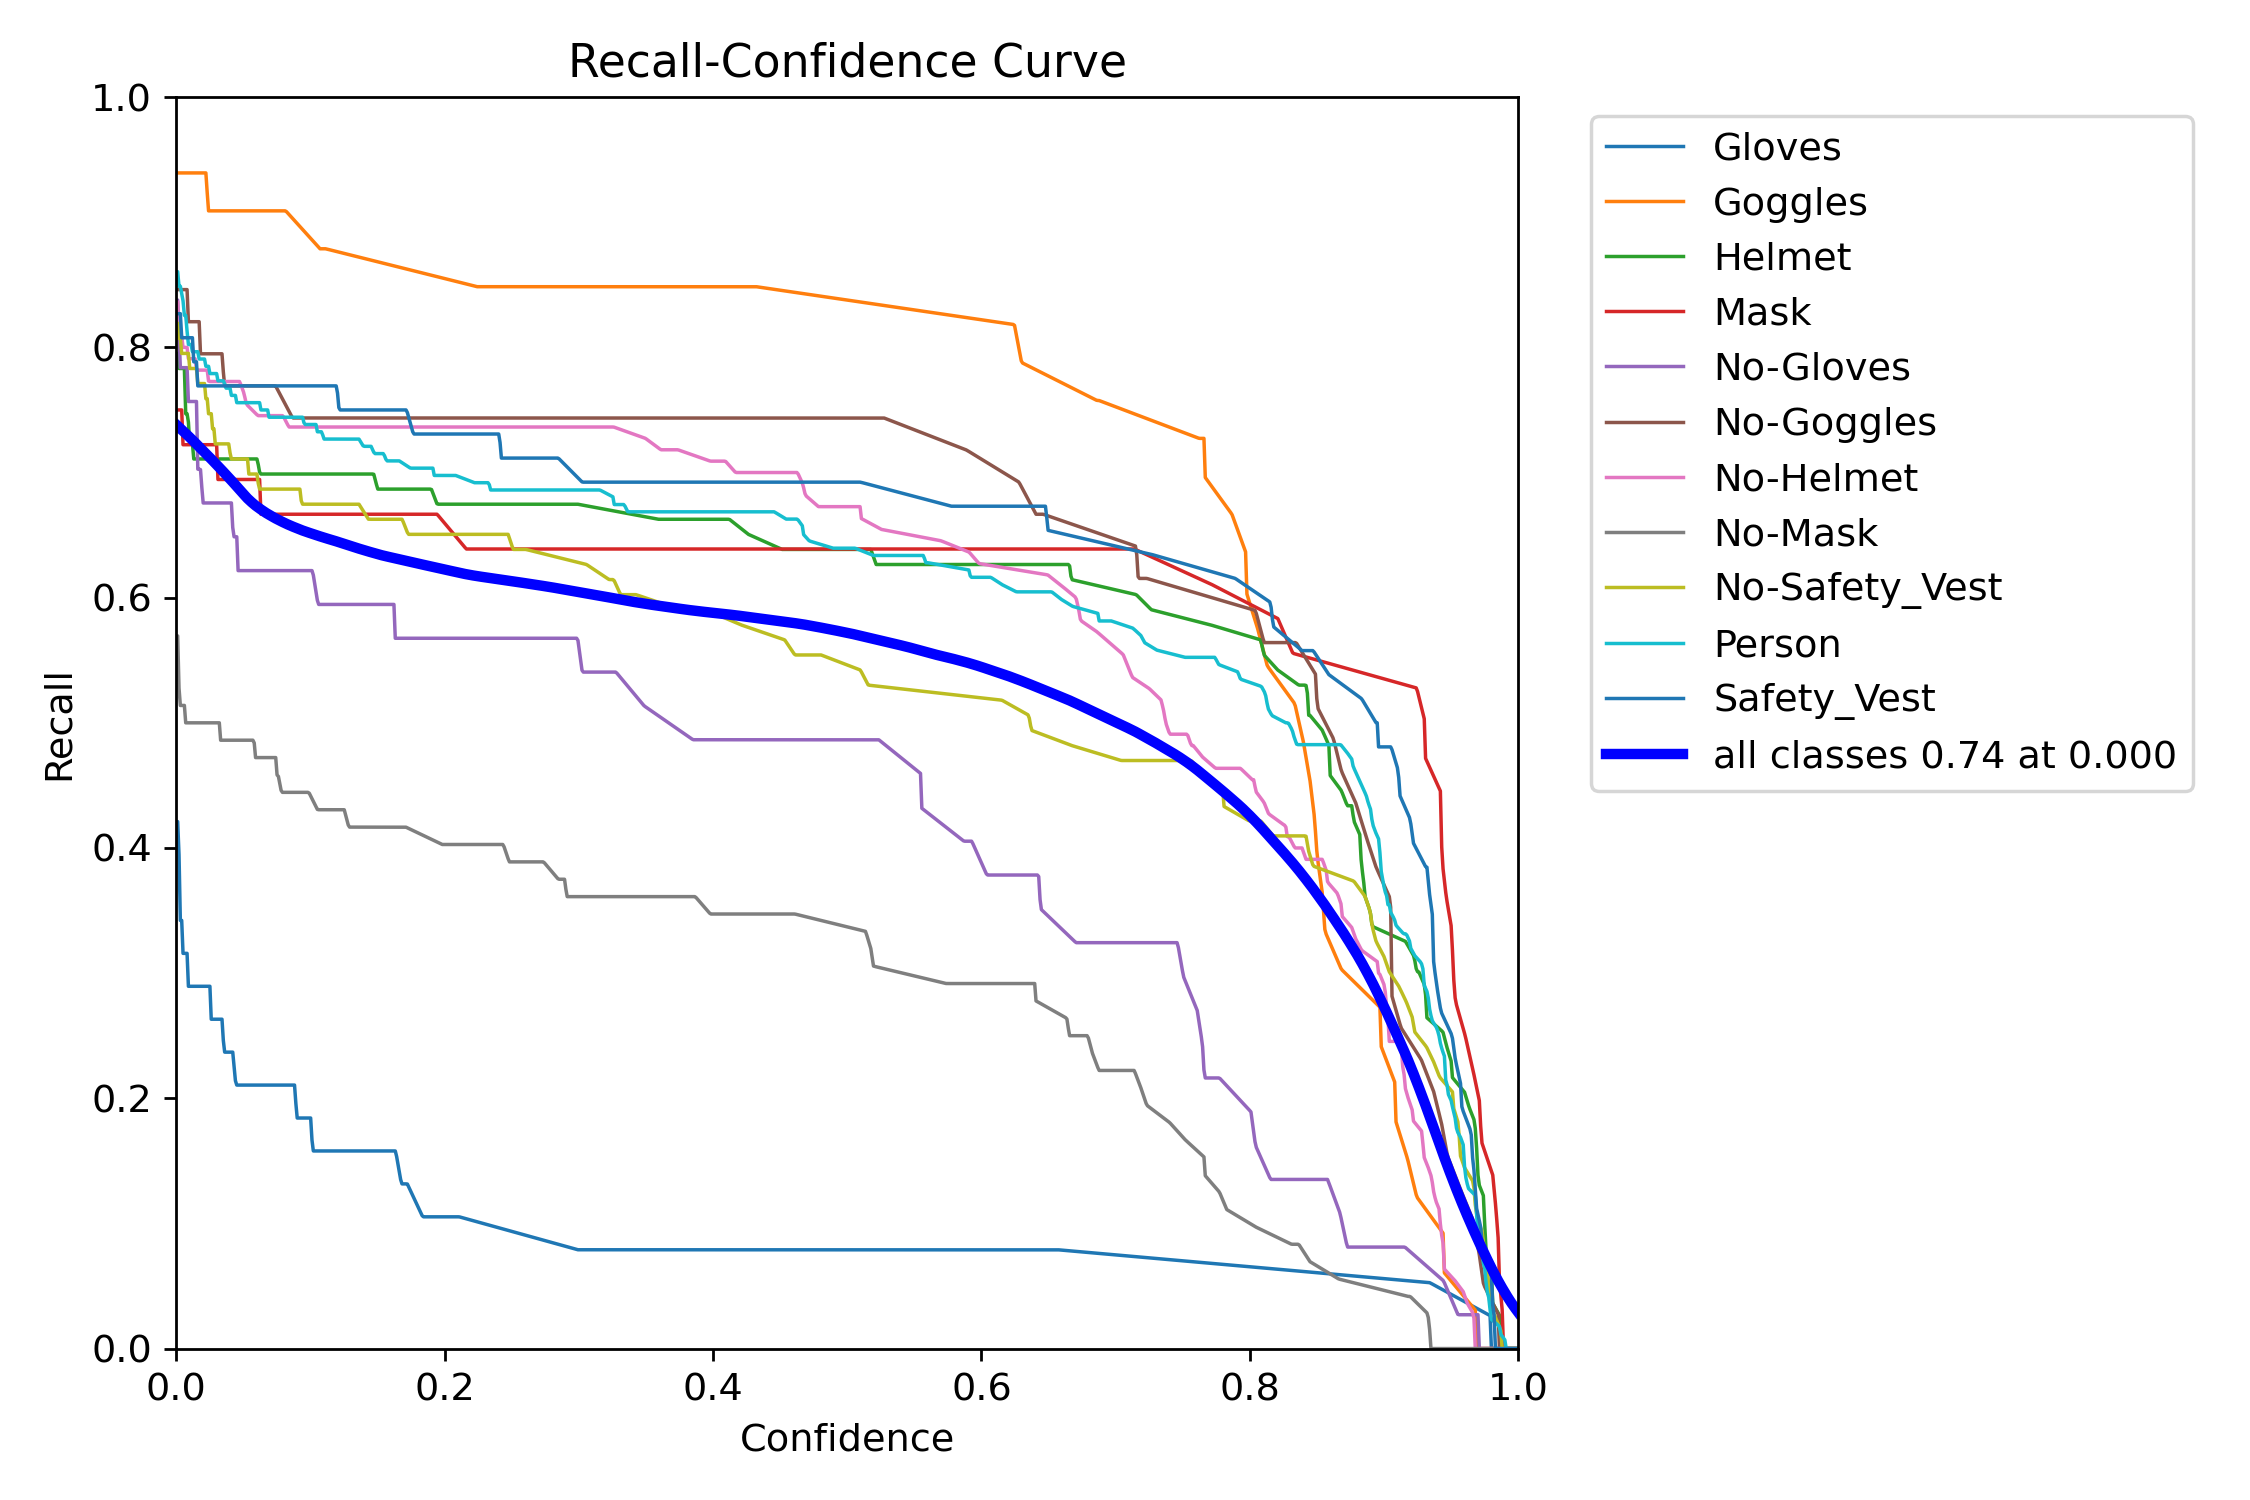 Recall-Confidence Curve
1.0
0.8
0.6
0.4
0.2
0.0
Recall
0.0 0.2 0.4 0.6 0.8 1.0
Confidence
Gloves
Goggles
Helmet
Mask
No-Gloves
No-Goggles
No-Helmet
No-Mask
No-Safety_Vest
Person
Safety_Vest
all classes 0.74 at 0.000